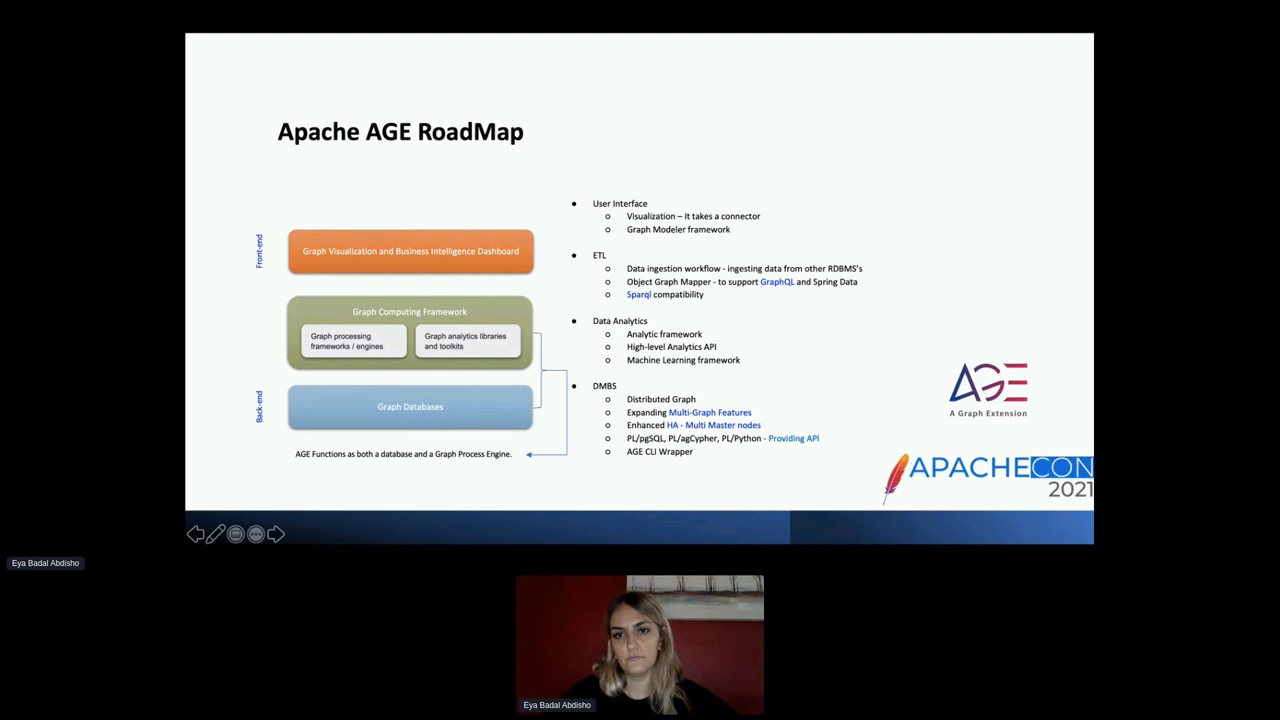 Apache AGE RoadMap
Front-end
Graph Visualization and Business Intelligence Dashboard
Graph Computing Framework
Graph processing
frameworks / engines
Graph analytics libraries
and toolkits
Back-end
Graph Databases
AGE Functions as both a database and a Graph Process Engine.
● User Interface
○ Visualization – It takes a connector
○ Graph Modeler framework
● ETL
○ Data ingestion workflow - ingesting data from other RDBMS's
○ Object Graph Mapper - to support GraphQL and Spring Data
○ Sparql compatibility
● Data Analytics
○ Analytic framework
○ High-level Analytics API
○ Machine Learning framework
● DMBS
○ Distributed Graph
○ Expanding Multi-Graph Features
○ Enhanced HA - Multi Master nodes
○ PL/pgSQL, PL/agCypher, PL/Python - Providing API
○ AGE CLI Wrapper
AGE
A Graph Extension
APACHECON
2021
Eya Badal Abdisho
Eya Badal Abdisho